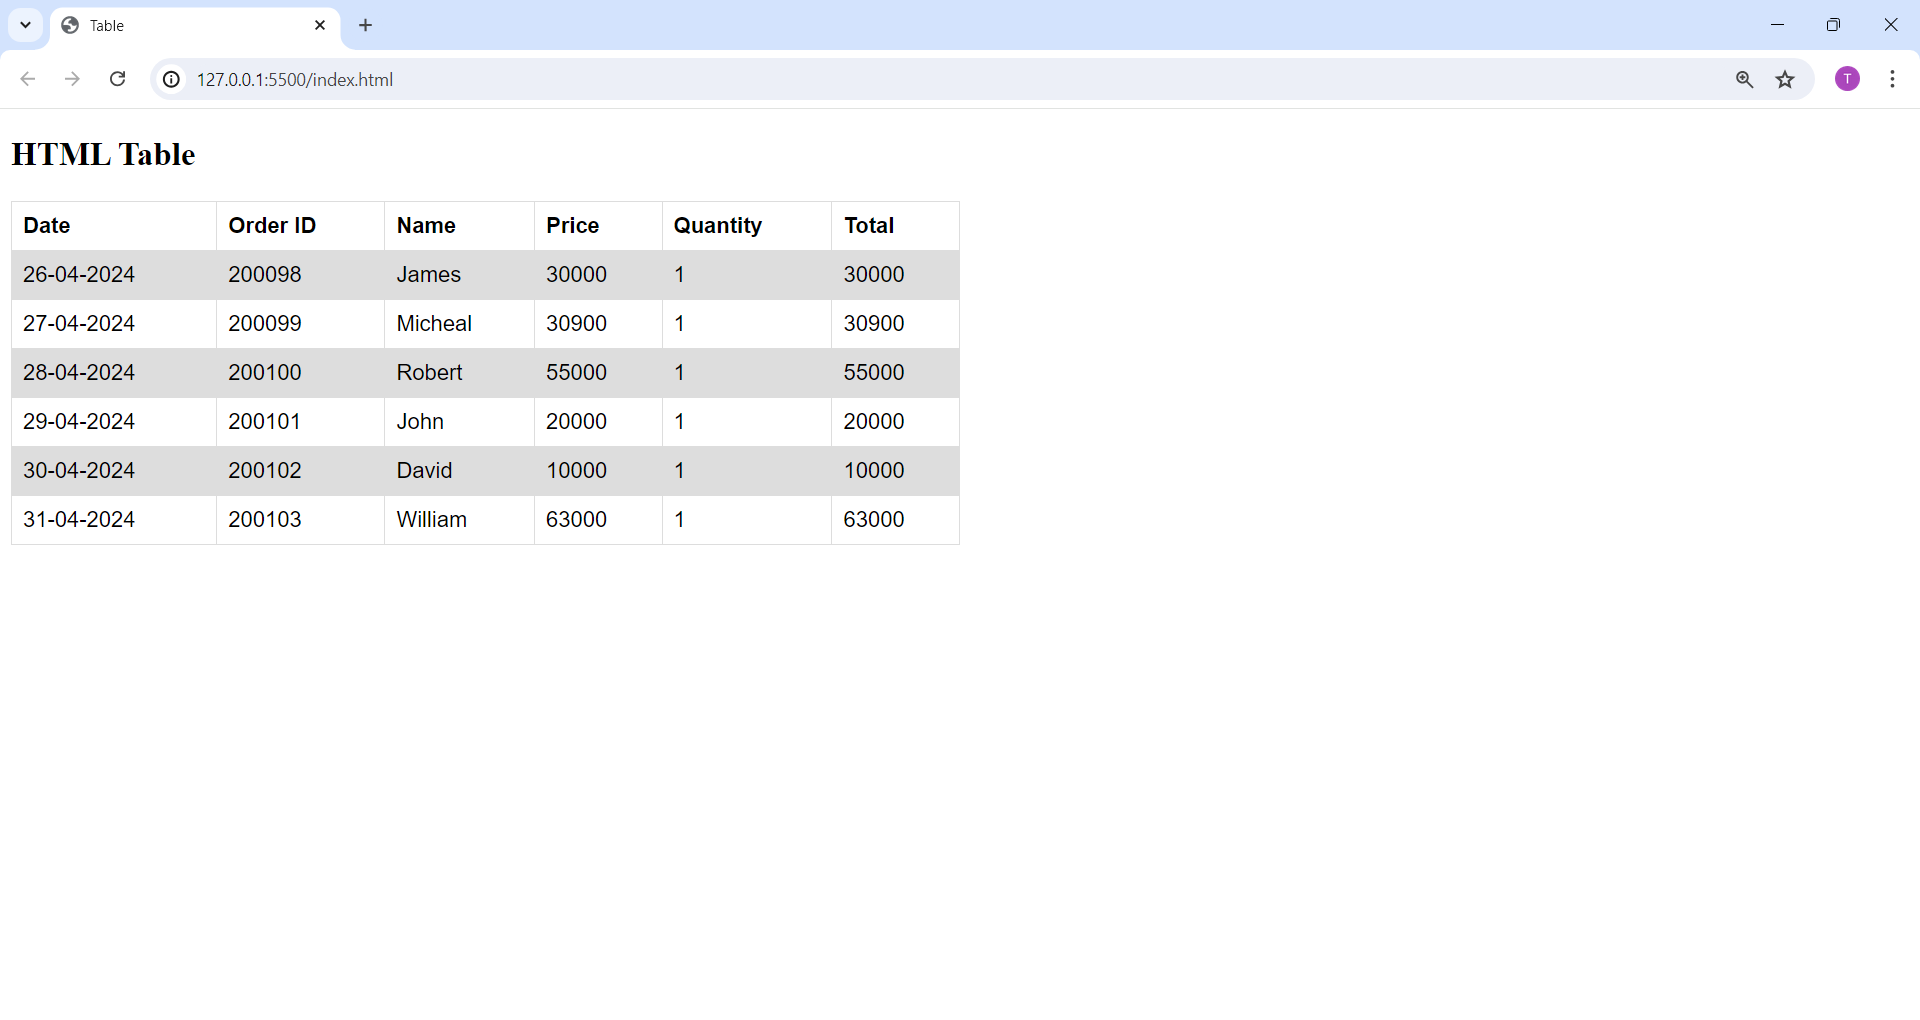 Table
127.0.0.1:5500/index.html
T
HTML Table
Date Order ID Name Price Quantity Total
26-04-2024 200098 James 30000 1 30000
27-04-2024 200099 Micheal 30900 1 30900
28-04-2024 200100 Robert 55000 1 55000
29-04-2024 200101 John 20000 1 20000
30-04-2024 200102 David 10000 1 10000
31-04-2024 200103 William 63000 1 63000